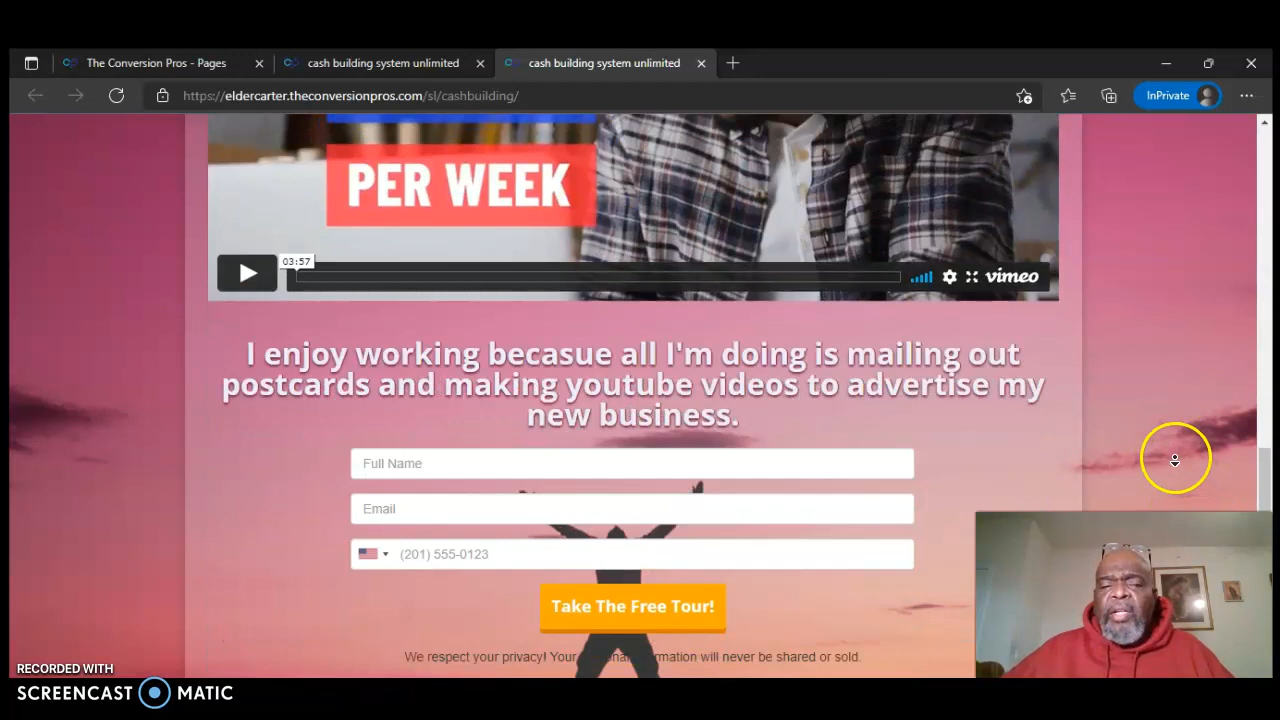 The Conversion Pros - Pages
cash building system unlimited
cash building system unlimited
InPrivate
https://eldercarter.theconversionpros.com/sl/cashbuilding/
PER WEEK
03:57
vimeo
I enjoy working becasue all I'm doing is mailing out
postcards and making youtube videos to advertise my
new business.
Full Name
Email
(201) 555-0123
Take The Free Tour!
We respect your privacy! Your information will never be shared or sold.
RECORDED WITH
SCREENCAST MATIC